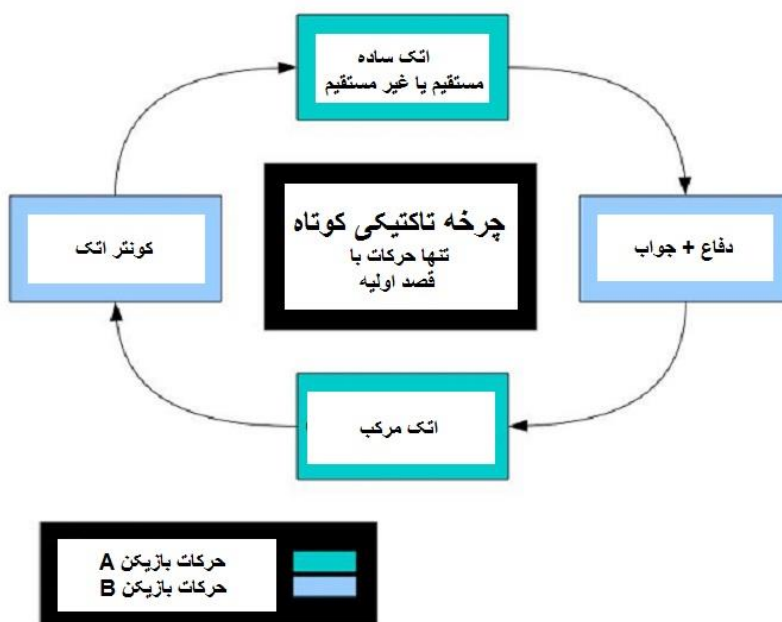 اتک ساده
مستقیم یا غیر مستقیم
چرخه تاکتیکی کوتاه
تنها حرکات با
قصد اولیه
کونتر اتک
دفاع + جواب
اتک مرکب
حرکات بازیکن A
حرکات بازیکن B